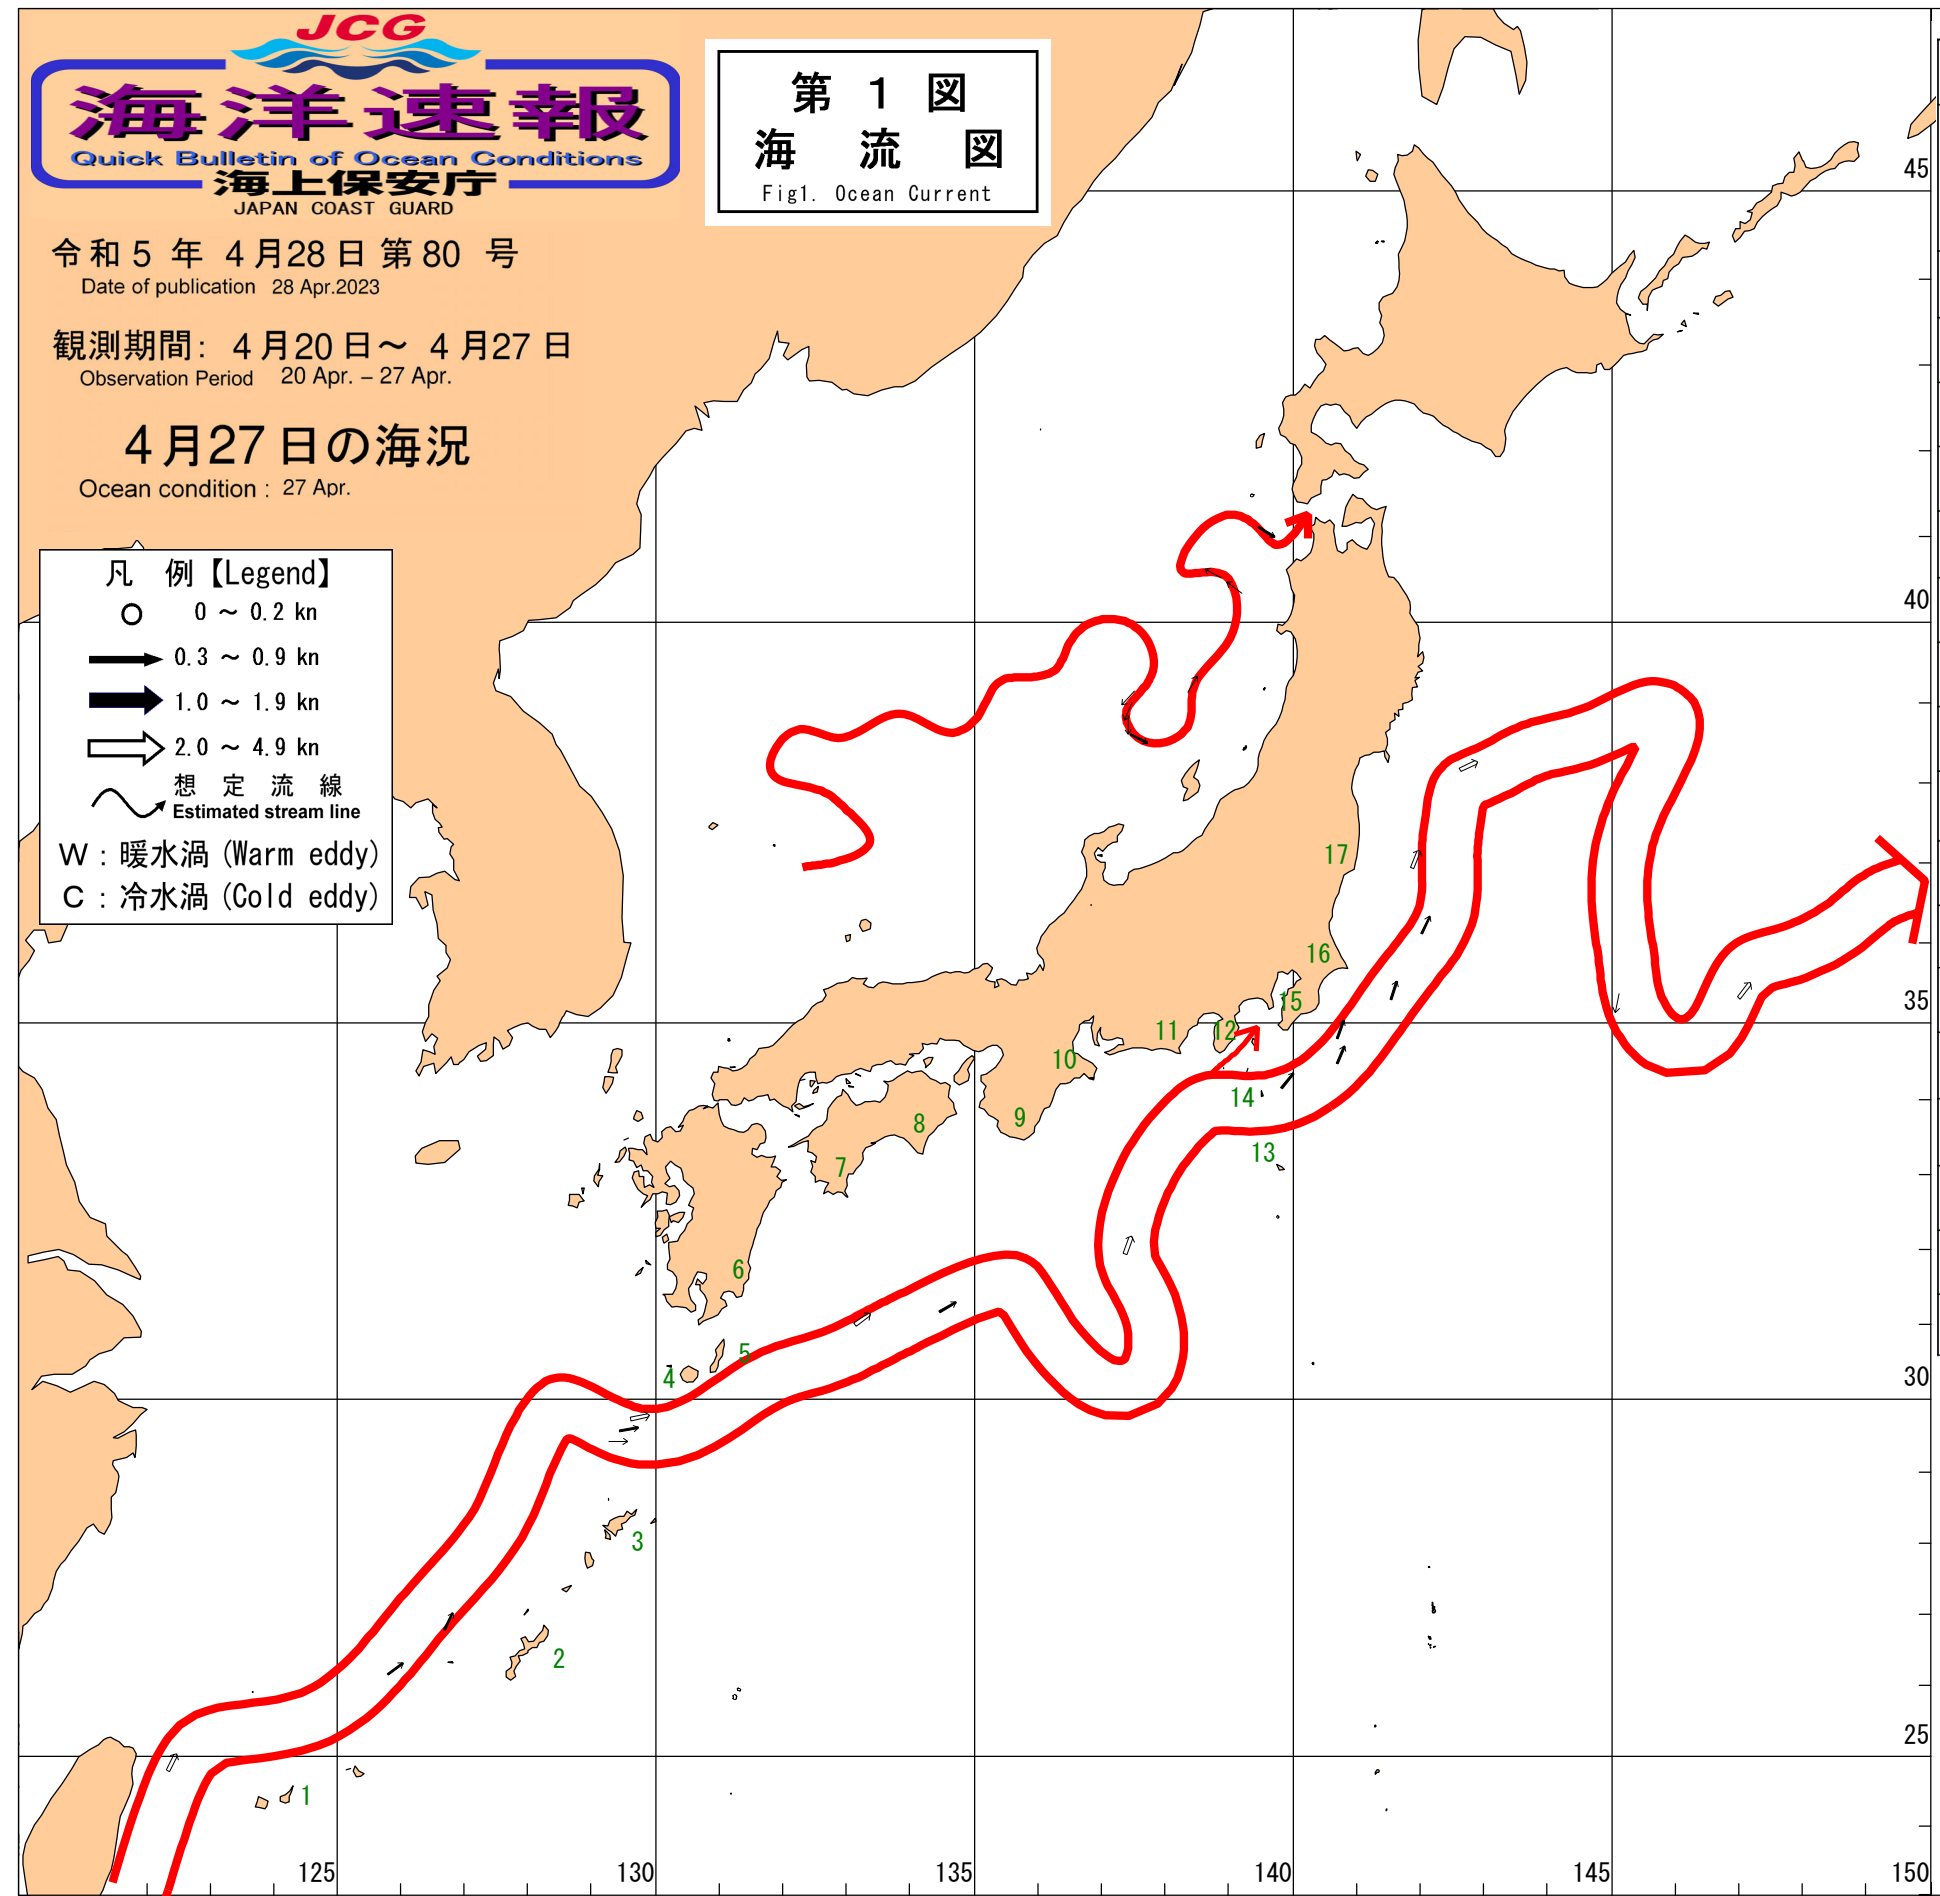 JCG
海洋速報
Quick Bulletin of Ocean Conditions
海上保安庁
JAPAN COAST GUARD
第 1 図
海 流 図
Fig1. Ocean Current
令和 5 年 4月28日 第80 号
Date of publication 28 Apr.2023
観測期間: 4月20日～ 4月27日
Observation Period 20 Apr. – 27 Apr.
4月27日の海況
Ocean condition : 27 Apr.
凡 例【Legend】
0 ～ 0.2 kn
0.3 ～ 0.9 kn
1.0 ～ 1.9 kn
2.0 ～ 4.9 kn
想 定 流 線
Estimated stream line
W : 暖水渦 (Warm eddy)
C : 冷水渦 (Cold eddy)
45
40
17
16
35
15
12
11
10
14
9
8
13
7
6
5
4
30
3
2
25
1
125
130
135
140
145
150